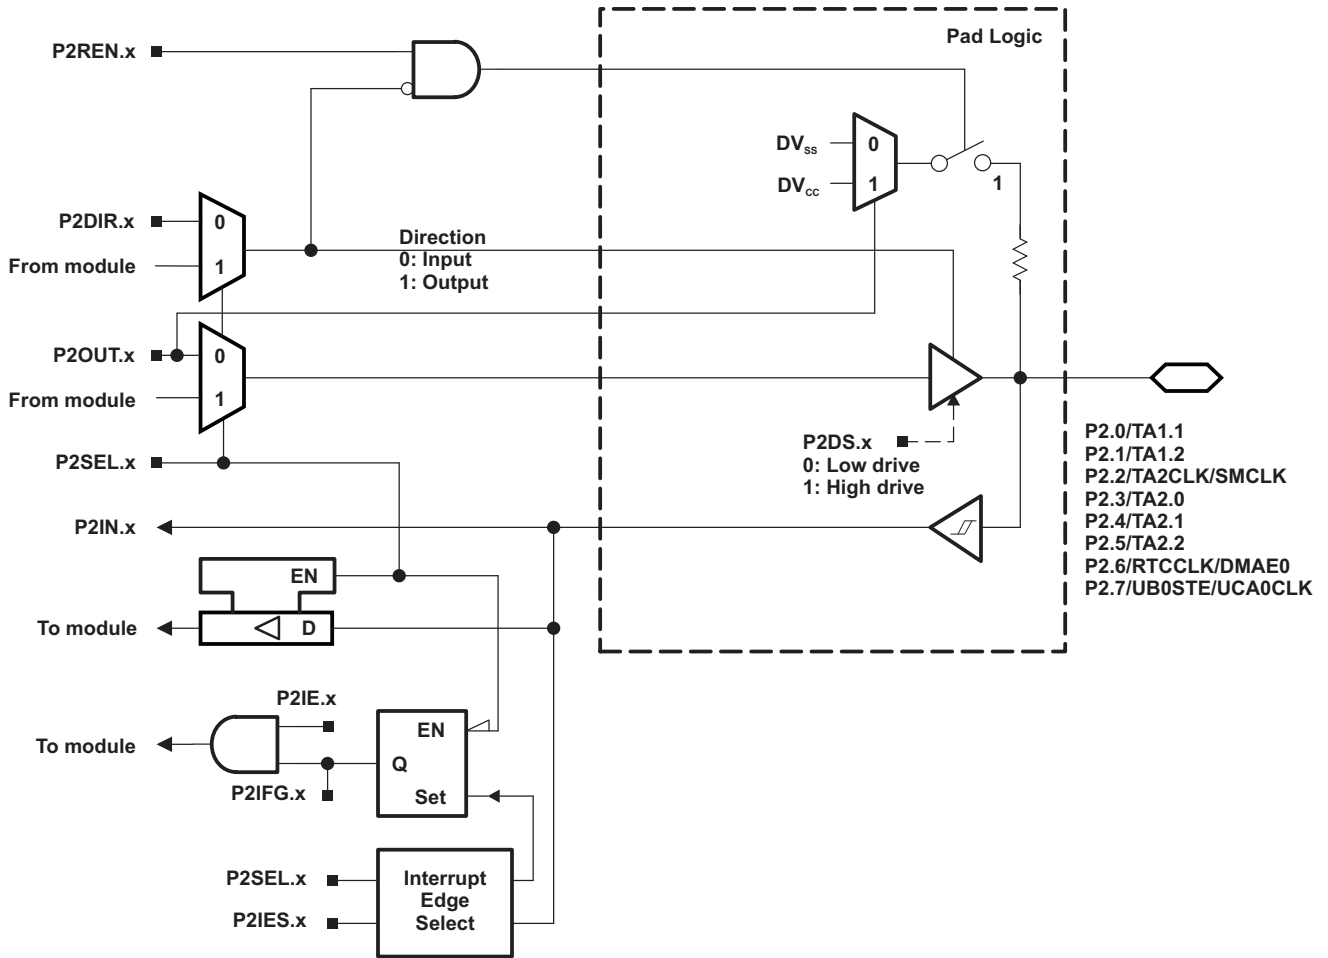 Pad Logic
P2REN.x
DVSS
0
DVCC
1
1
P2DIR.x
0
From module
1
Direction
0: Input
1: Output
P2OUT.x
0
From module
1
P2SEL.x
P2DS.x
0: Low drive
1: High drive
P2.0/TA1.1
P2.1/TA1.2
P2.2/TA2CLK/SMCLK
P2.3/TA2.0
P2.4/TA2.1
P2.5/TA2.2
P2.6/RTCCLK/DMAE0
P2.7/UB0STE/UCA0CLK
P2IN.x
EN
To module
D
P2IE.x
EN
To module
Q
P2IFG.x
Set
P2SEL.x
P2IES.x
Interrupt
Edge
Select